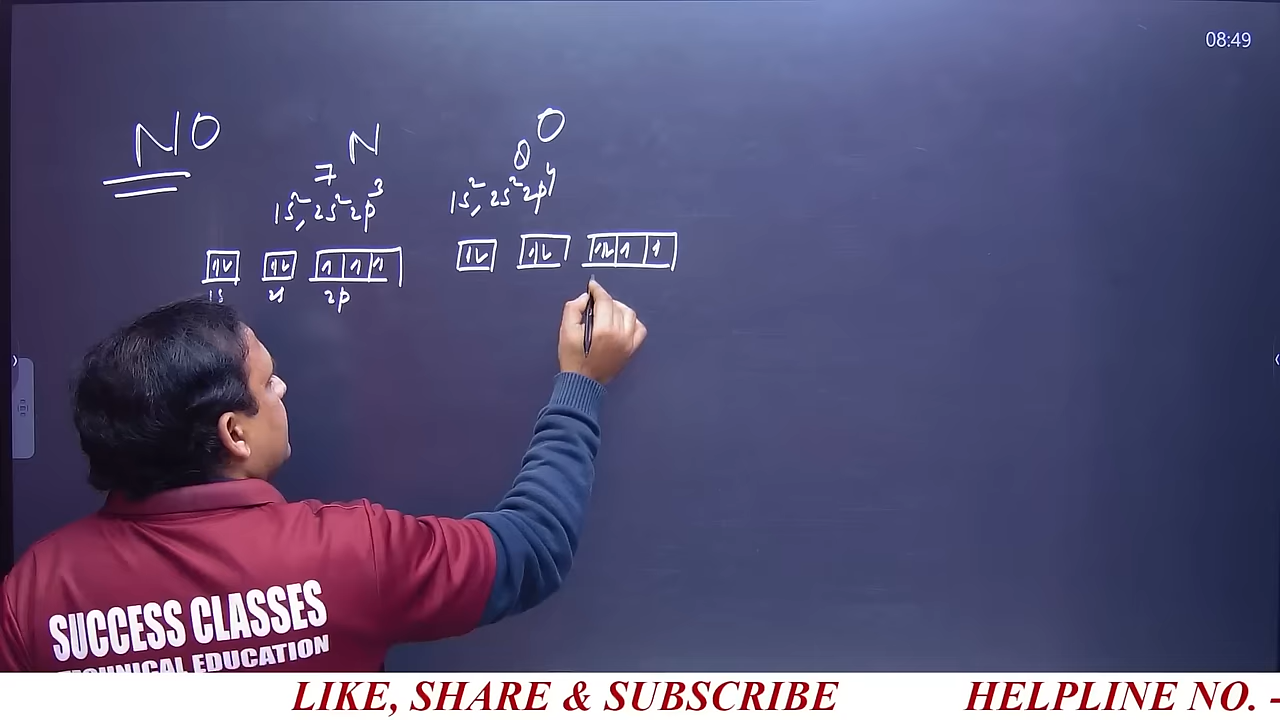 08:49
NO
N
7
1s², 2s² 2p³
O
8
1s², 2s² 2p⁴
1s 2s 2p
SUCCESS CLASSES
TECHNICAL EDUCATION
LIKE, SHARE & SUBSCRIBE HELPLINE NO. -